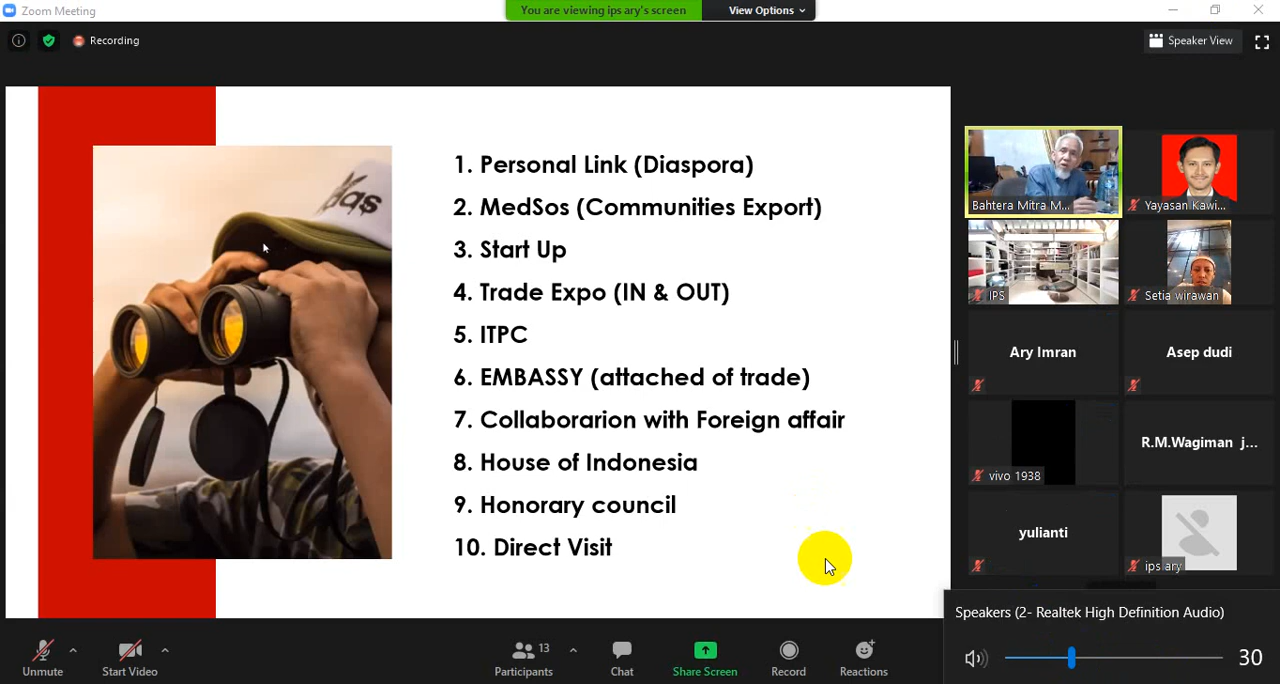 Zoom Meeting
You are viewing ips ary's screen
View Options
Recording
Speaker View
1. Personal Link (Diaspora)
2. MedSos (Communities Export)
3. Start Up
4. Trade Expo (IN & OUT)
5. ITPC
6. EMBASSY (attached of trade)
7. Collaborarion with Foreign affair
8. House of Indonesia
9. Honorary council
10. Direct Visit
Bahtera Mitra M...
Yayasan Kawi...
IPS
Setia wirawan
Ary Imran
Asep dudi
vivo 1938
R.M.Wagiman j...
yulianti
ips ary
Speakers (2- Realtek High Definition Audio)
30
Unmute
Start Video
13
Participants
Chat
Share Screen
Record
Reactions